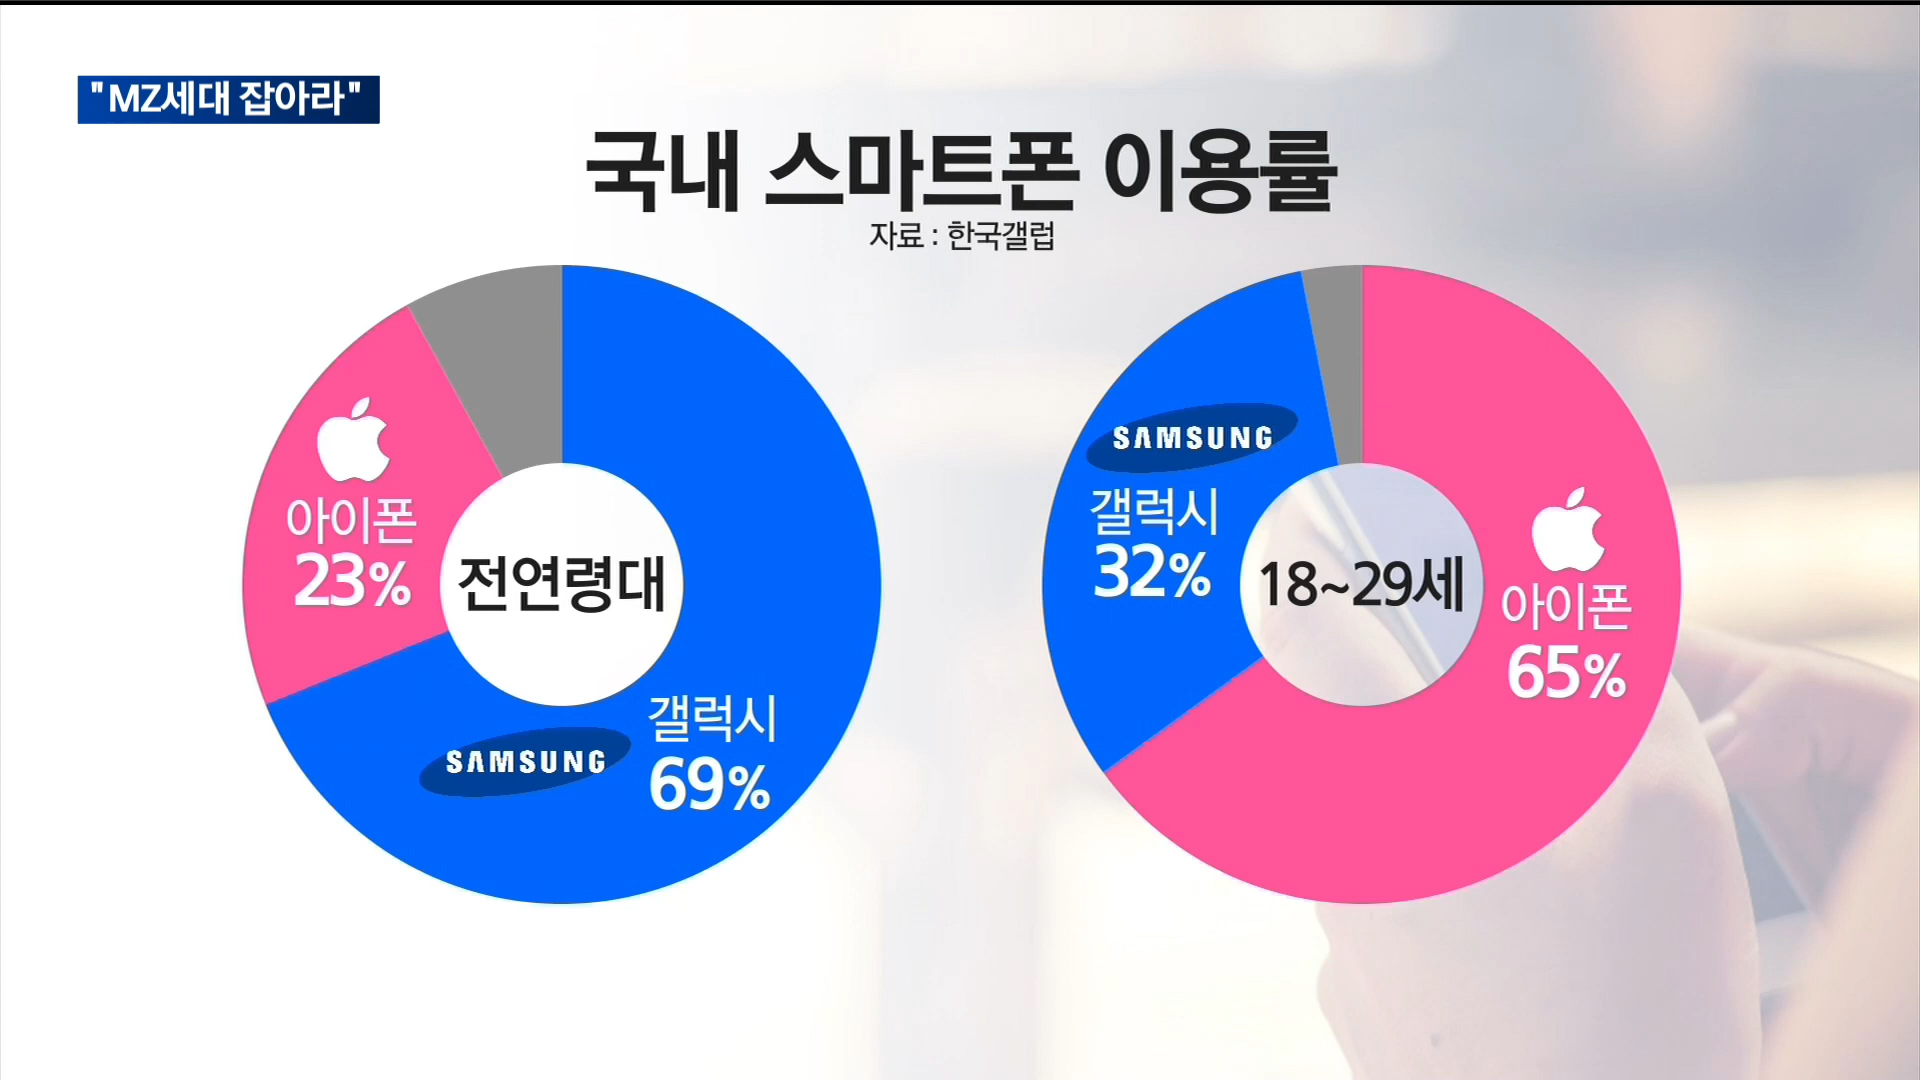 "MZ세대 잡아라"
국내 스마트폰 이용률
자료 : 한국갤럽
아이폰
23%
전연령대
SAMSUNG
갤럭시
69%
SAMSUNG
갤럭시
32%
18~29세
아이폰
65%